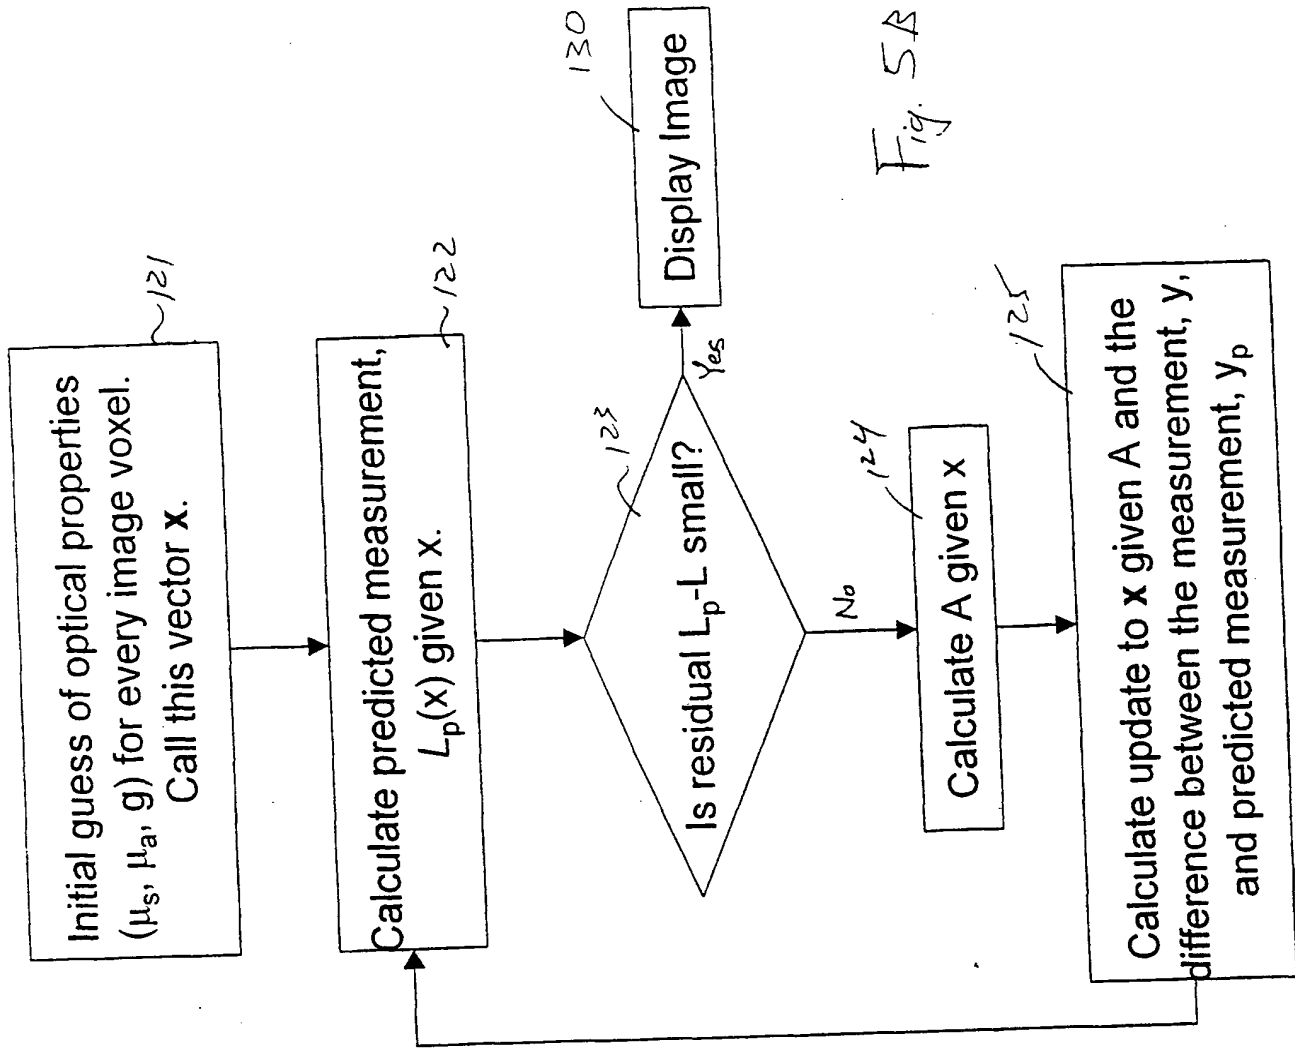 Initial guess of optical properties
(μs, μa, g) for every image voxel.
Call this vector x.
121
Calculate predicted measurement,
Lp(x) given x.
122
Is residual Lp-L small?
123
Yes
Display Image
130
No
Calculate A given x
124
Calculate update to x given A and the
difference between the measurement, y,
and predicted measurement, yp
125
Fig. 5B